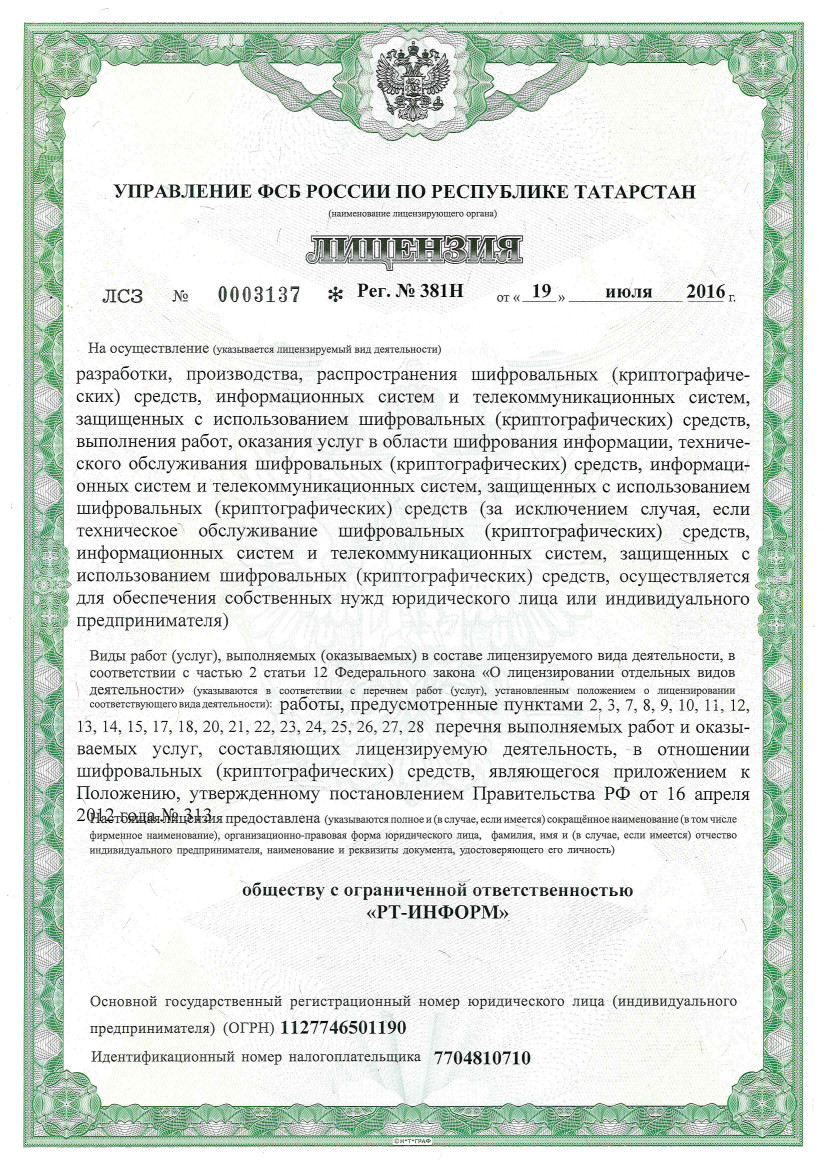 УПРАВЛЕНИЕ ФСБ РОССИИ ПО РЕСПУБЛИКЕ ТАТАРСТАН
(наименование лицензирующего органа)
ЛИЦЕНЗИЯ
ЛСЗ № 0003137 * Рег. № 381Н от « 19 » июля 2016 г.
На осуществление (указывается лицензируемый вид деятельности)
разработки, производства, распространения шифровальных (криптографиче-
ских) средств, информационных систем и телекоммуникационных систем,
защищенных с использованием шифровальных (криптографических) средств,
выполнения работ, оказания услуг в области шифрования информации, техниче-
ского обслуживания шифровальных (криптографических) средств, информаци-
онных систем и телекоммуникационных систем, защищенных с использованием
шифровальных (криптографических) средств (за исключением случая, если
техническое обслуживание шифровальных (криптографических) средств,
информационных систем и телекоммуникационных систем, защищенных с
использованием шифровальных (криптографических) средств, осуществляется
для обеспечения собственных нужд юридического лица или индивидуального
предпринимателя)
Виды работ (услуг), выполняемых (оказываемых) в составе лицензируемого вида деятельности, в
соответствии с частью 2 статьи 12 Федерального закона «О лицензировании отдельных видов
деятельности» (указываются в соответствии с перечнем работ (услуг), установленным положением о лицензировании
соответствующего вида деятельности): работы, предусмотренные пунктами 2, 3, 7, 8, 9, 10, 11, 12,
13, 14, 15, 17, 18, 20, 21, 22, 23, 24, 25, 26, 27, 28 перечня выполняемых работ и оказы-
ваемых услуг, составляющих лицензируемую деятельность, в отношении
шифровальных (криптографических) средств, являющегося приложением к
Положению, утвержденному постановлением Правительства РФ от 16 апреля
2012 года № 313
Настоящая лицензия предоставлена (указываются полное и (в случае, если имеется) сокращённое наименование (в том числе
фирменное наименование), организационно-правовая форма юридического лица, фамилия, имя и (в случае, если имеется) отчество
индивидуального предпринимателя, наименование и реквизиты документа, удостоверяющего его личность)
обществу с ограниченной ответственностью
«РТ-ИНФОРМ»
Основной государственный регистрационный номер юридического лица (индивидуального
предпринимателя) (ОГРН) 1127746501190
Идентификационный номер налогоплательщика 7704810710
© Н•Т•ГРАФ